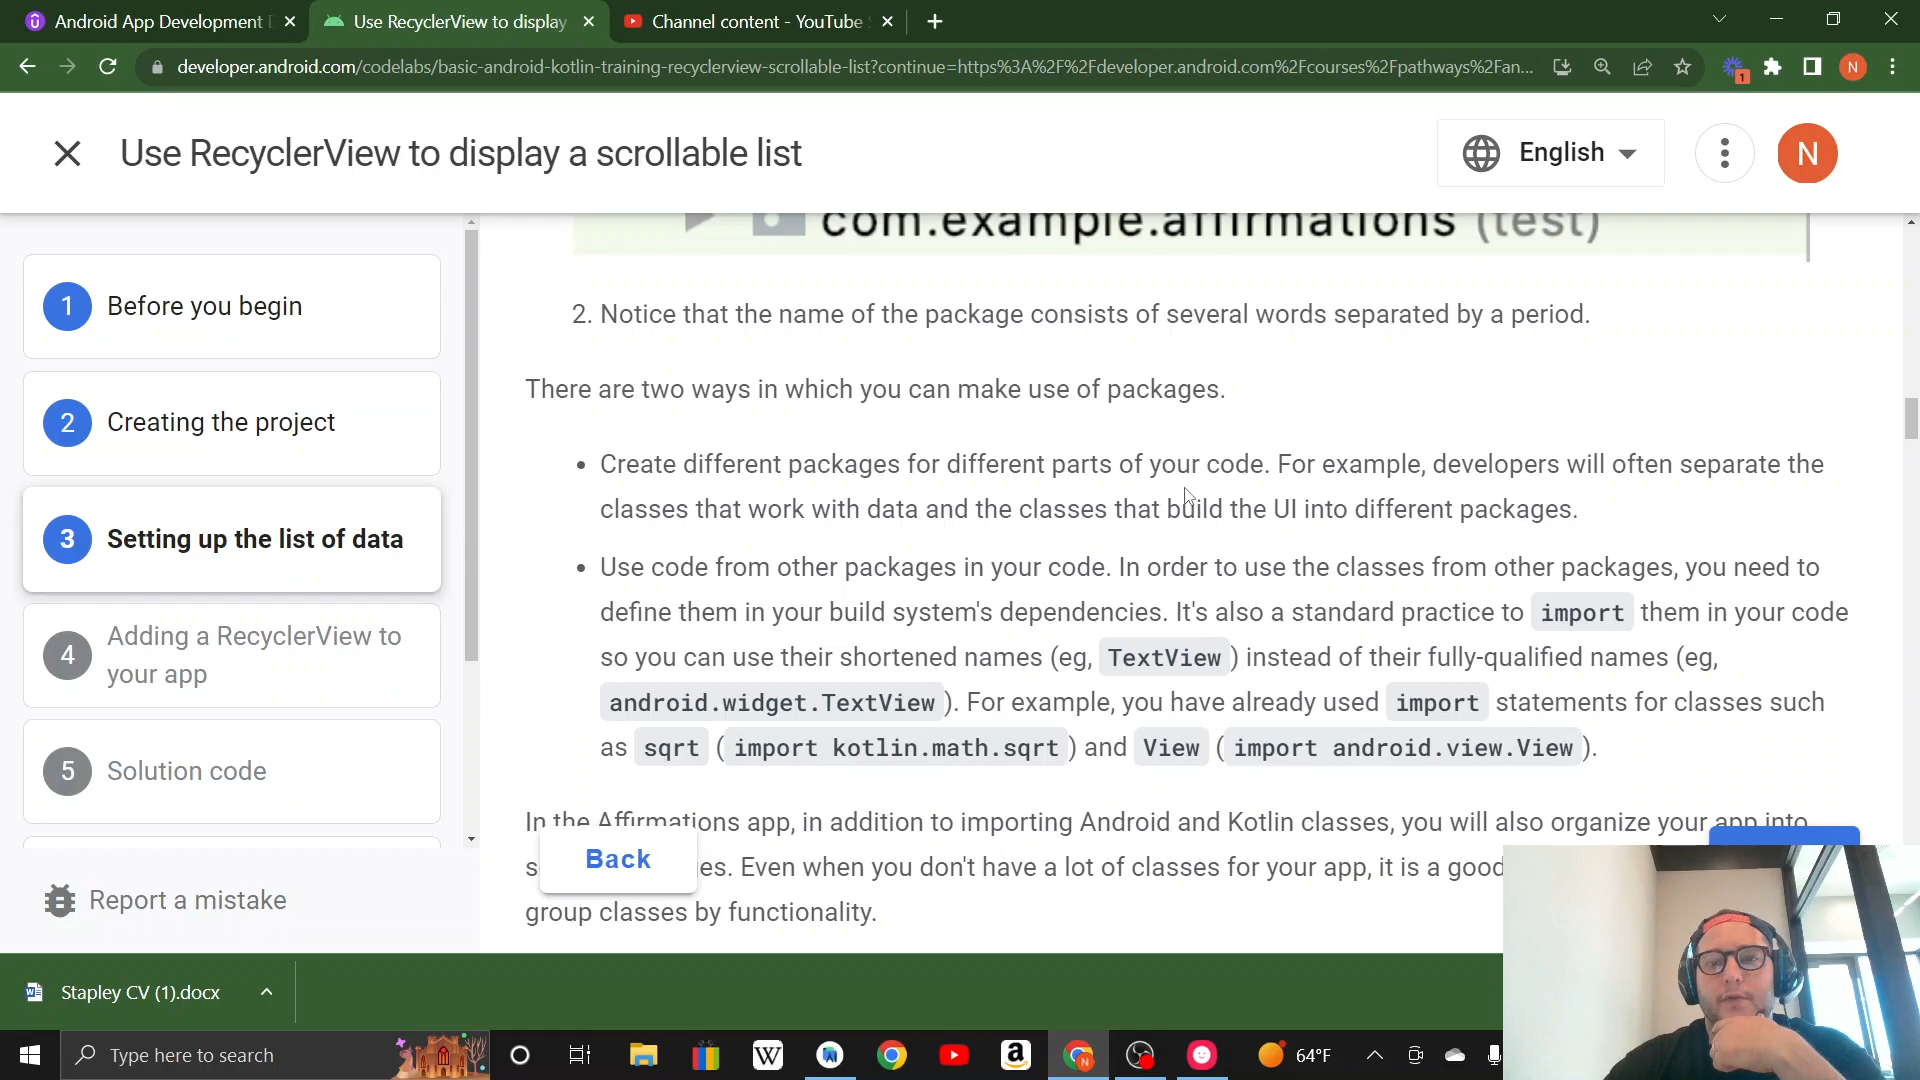 Android App Development
Use RecyclerView to display
Channel content - YouTube
developer.android.com/codelabs/basic-android-kotlin-training-recyclerview-scrollable-list?continue=https%3A%2F%2Fdeveloper.android.com%2Fcourses%2Fpathways%2Fan...
1
N
Use RecyclerView to display a scrollable list
English
N
com.example.affirmations (test)
1 Before you begin
2. Notice that the name of the package consists of several words separated by a period.
There are two ways in which you can make use of packages.
2 Creating the project
• Create different packages for different parts of your code. For example, developers will often separate the
classes that work with data and the classes that build the UI into different packages.
3 Setting up the list of data
• Use code from other packages in your code. In order to use the classes from other packages, you need to
define them in your build system's dependencies. It's also a standard practice to import them in your code
so you can use their shortened names (eg, TextView) instead of their fully-qualified names (eg,
android.widget.TextView). For example, you have already used import statements for classes such
as sqrt (import kotlin.math.sqrt) and View (import android.view.View).
4 Adding a RecyclerView to
your app
5 Solution code
In the Affirmations app, in addition to importing Android and Kotlin classes, you will also organize your app into
es. Even when you don't have a lot of classes for your app, it is a good
group classes by functionality.
Back
Report a mistake
Stapley CV (1).docx
Type here to search
W
a
N
64°F